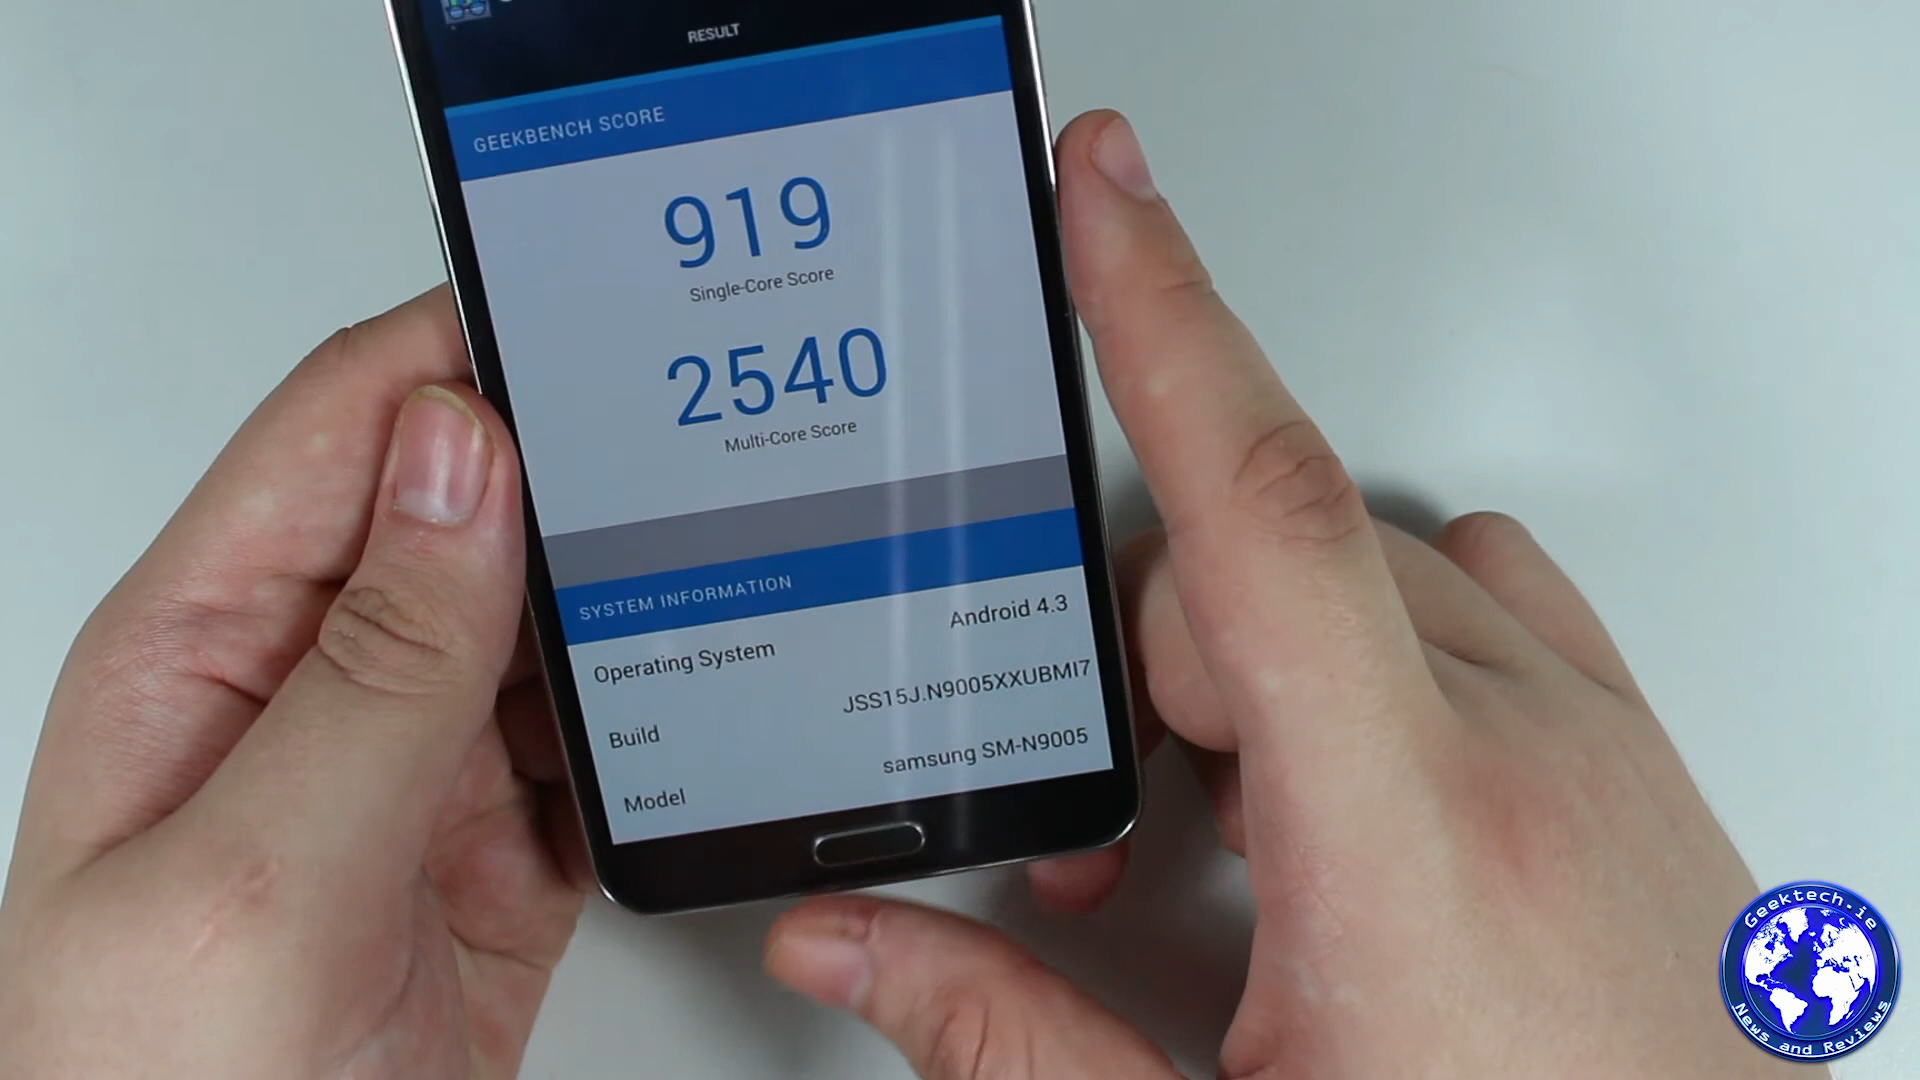 RESULT
GEEKBENCH SCORE
919
Single-Core Score
2540
Multi-Core Score
SYSTEM INFORMATION
Operating System Android 4.3
Build JSS15J.N9005XXUBMI7
Model samsung SM-N9005
Geektech.ie
News and Reviews